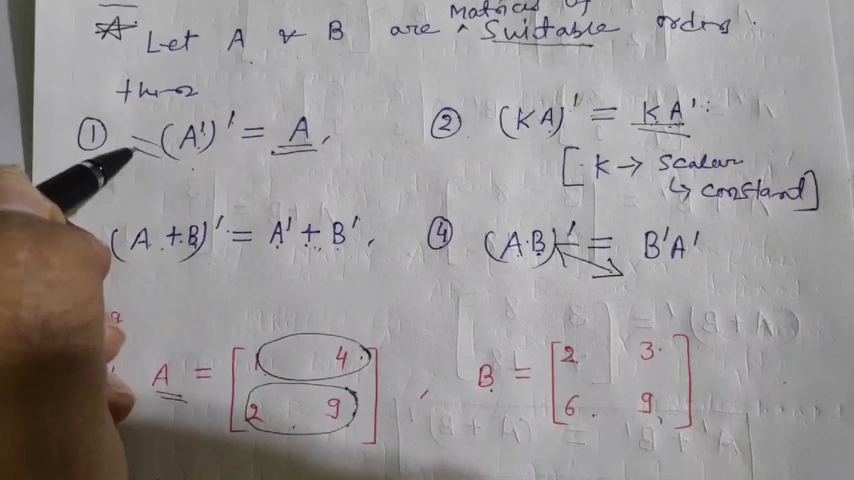 Matrices of
Let A & B are ^ Suitable orders.
then
① (A')' = A,
② (KA)' = KA'.
[K → Scalar
↳ constant]
(A + B)' = A' + B',
④ (A·B)' = B'A'
A = [1 4
2 9]
, B = [2 3
6 9]